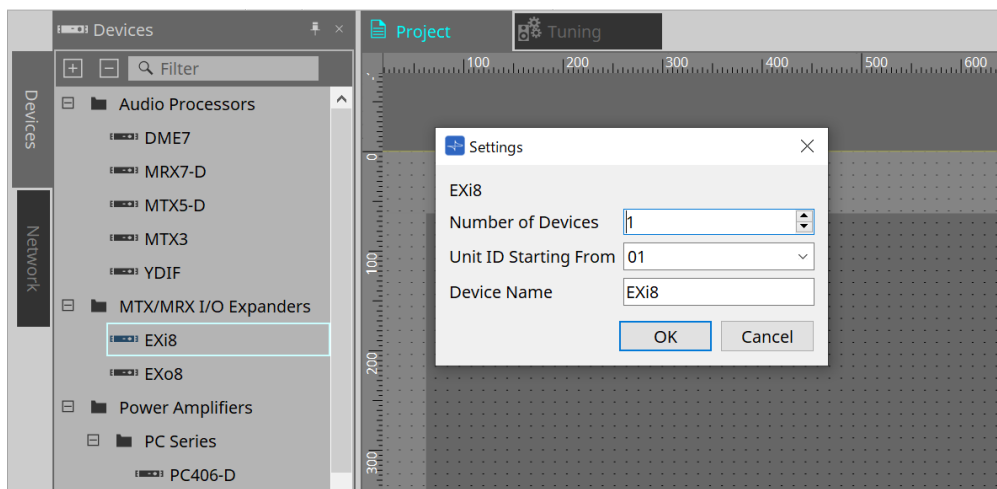 Devices
Project
Tuning
Filter
100
200
300
400
500
600
Devices
Network
Audio Processors
DME7
MRX7-D
MTX5-D
MTX3
YDIF
MTX/MRX I/O Expanders
EXi8
EXo8
Power Amplifiers
PC Series
PC406-D
0
100
200
300
Settings
EXi8
Number of Devices 1
Unit ID Starting From 01
Device Name EXi8
OK Cancel